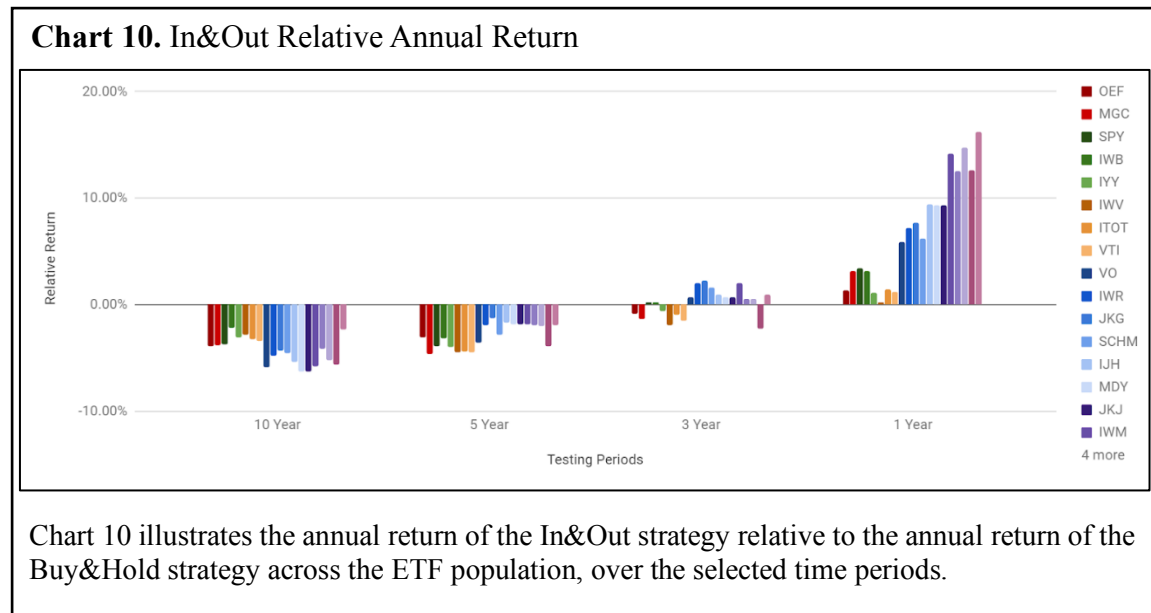 Chart 10. In&Out Relative Annual Return
20.00%
10.00%
0.00%
-10.00%
Relative Return
10 Year
5 Year
3 Year
1 Year
Testing Periods
OEF
MGC
SPY
IWB
IYY
IWV
ITOT
VTI
VO
IWR
JKG
SCHM
IJH
MDY
JKJ
IWM
4 more
Chart 10 illustrates the annual return of the In&Out strategy relative to the annual return of the
Buy&Hold strategy across the ETF population, over the selected time periods.